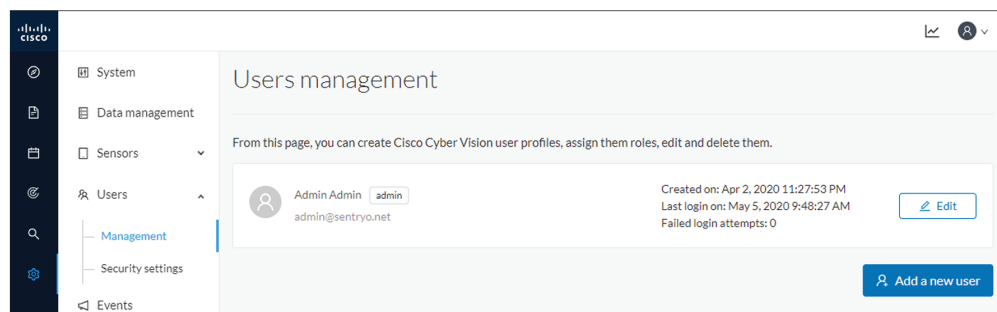 CISCO
System
Data management
Sensors
Users
Management
Security settings
Events
Users management
From this page, you can create Cisco Cyber Vision user profiles, assign them roles, edit and delete them.
Admin Admin admin
admin@sentryo.net
Created on: Apr 2, 2020 11:27:53 PM
Last login on: May 5, 2020 9:48:27 AM
Failed login attempts: 0
Edit
Add a new user